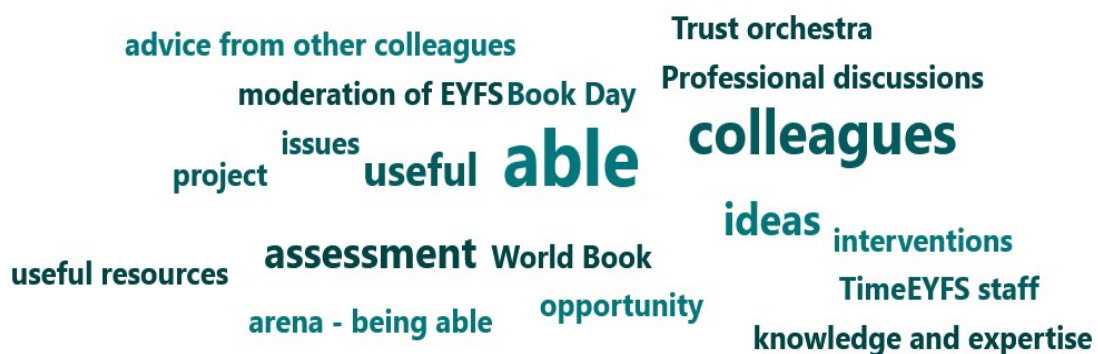 Trust orchestra
advice from other colleagues
Professional discussions
moderation of EYFS
Book Day
colleagues
issues
able
project
useful
ideas
interventions
assessment
World Book
useful resources
TimeEYFS staff
opportunity
arena - being able
knowledge and expertise